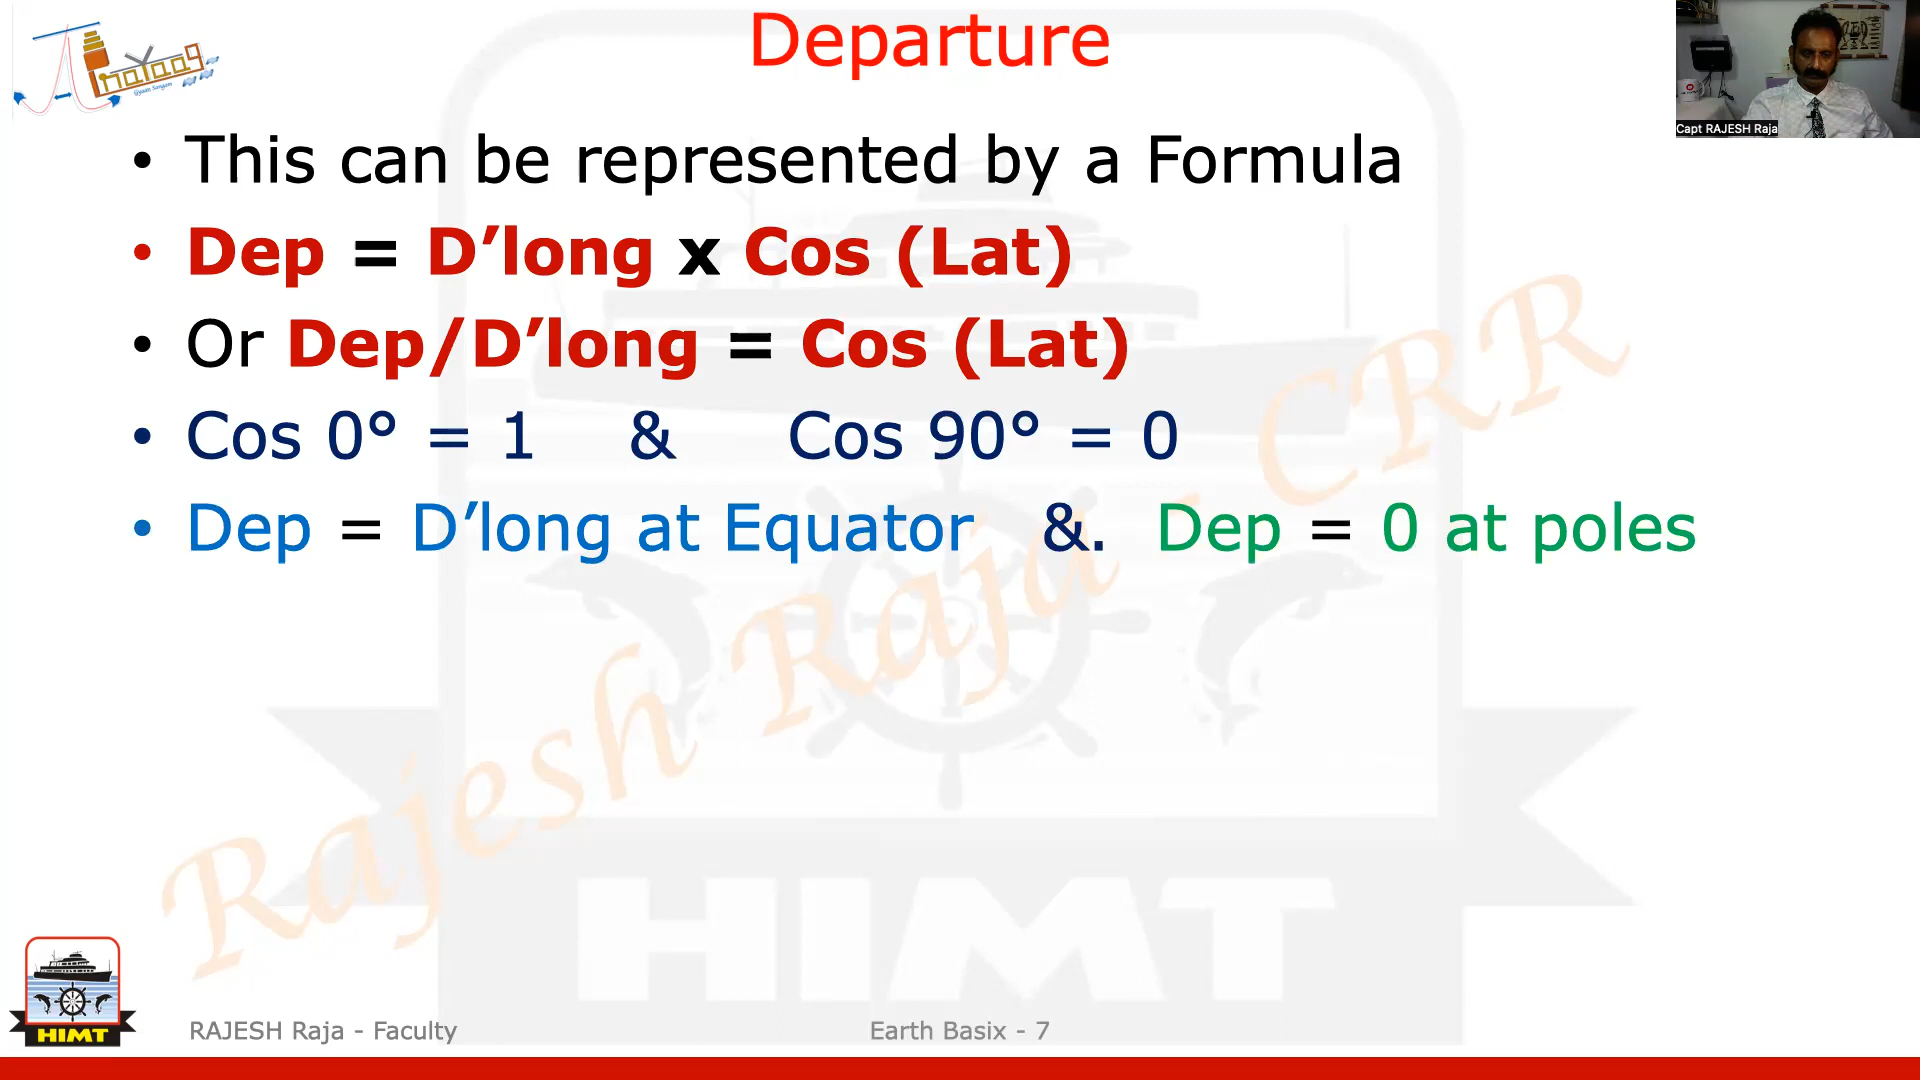 Departure
Capt RAJESH Raja
• This can be represented by a Formula
• Dep = D’long x Cos (Lat)
• Or Dep/D’long = Cos (Lat)
• Cos 0° = 1 & Cos 90° = 0
• Dep = D’long at Equator &. Dep = 0 at poles
Rajesh Raja - CRR
HIMT
HIMT
RAJESH Raja - Faculty
Earth Basix - 7